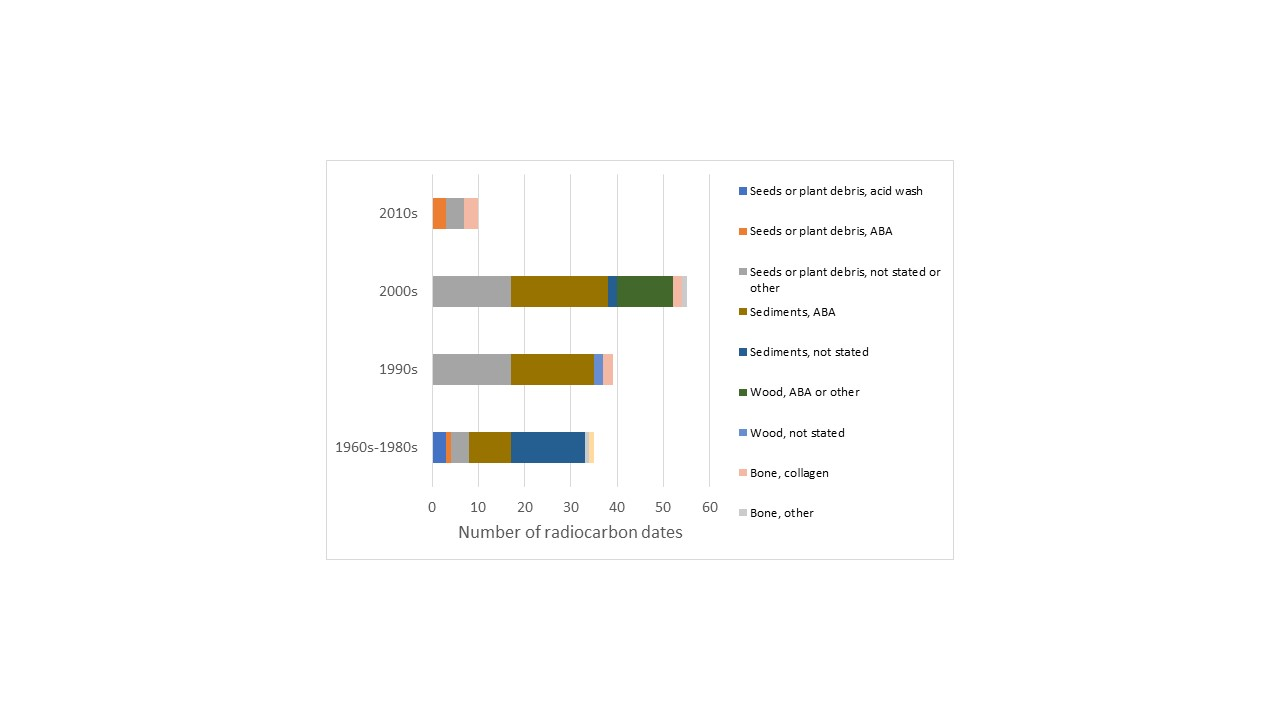 2010s
2000s
1990s
1960s-1980s
0 10 20 30 40 50 60
Number of radiocarbon dates
Seeds or plant debris, acid wash
Seeds or plant debris, ABA
Seeds or plant debris, not stated or
other
Sediments, ABA
Sediments, not stated
Wood, ABA or other
Wood, not stated
Bone, collagen
Bone, other